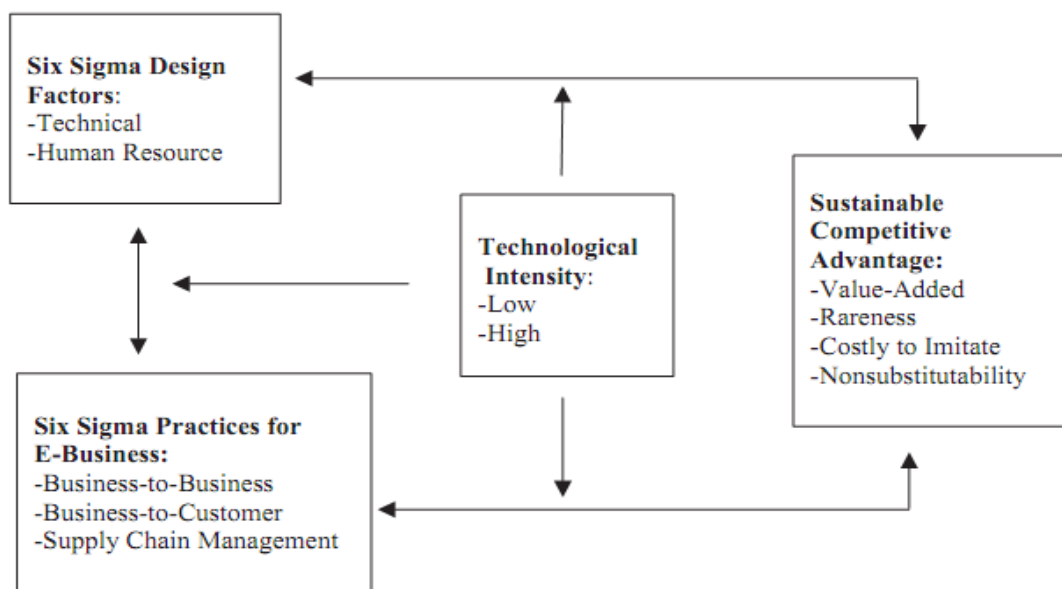 Six Sigma Design
Factors:
-Technical
-Human Resource
Technological
Intensity:
-Low
-High
Sustainable
Competitive
Advantage:
-Value-Added
-Rareness
-Costly to Imitate
-Nonsubstitutability
Six Sigma Practices for
E-Business:
-Business-to-Business
-Business-to-Customer
-Supply Chain Management